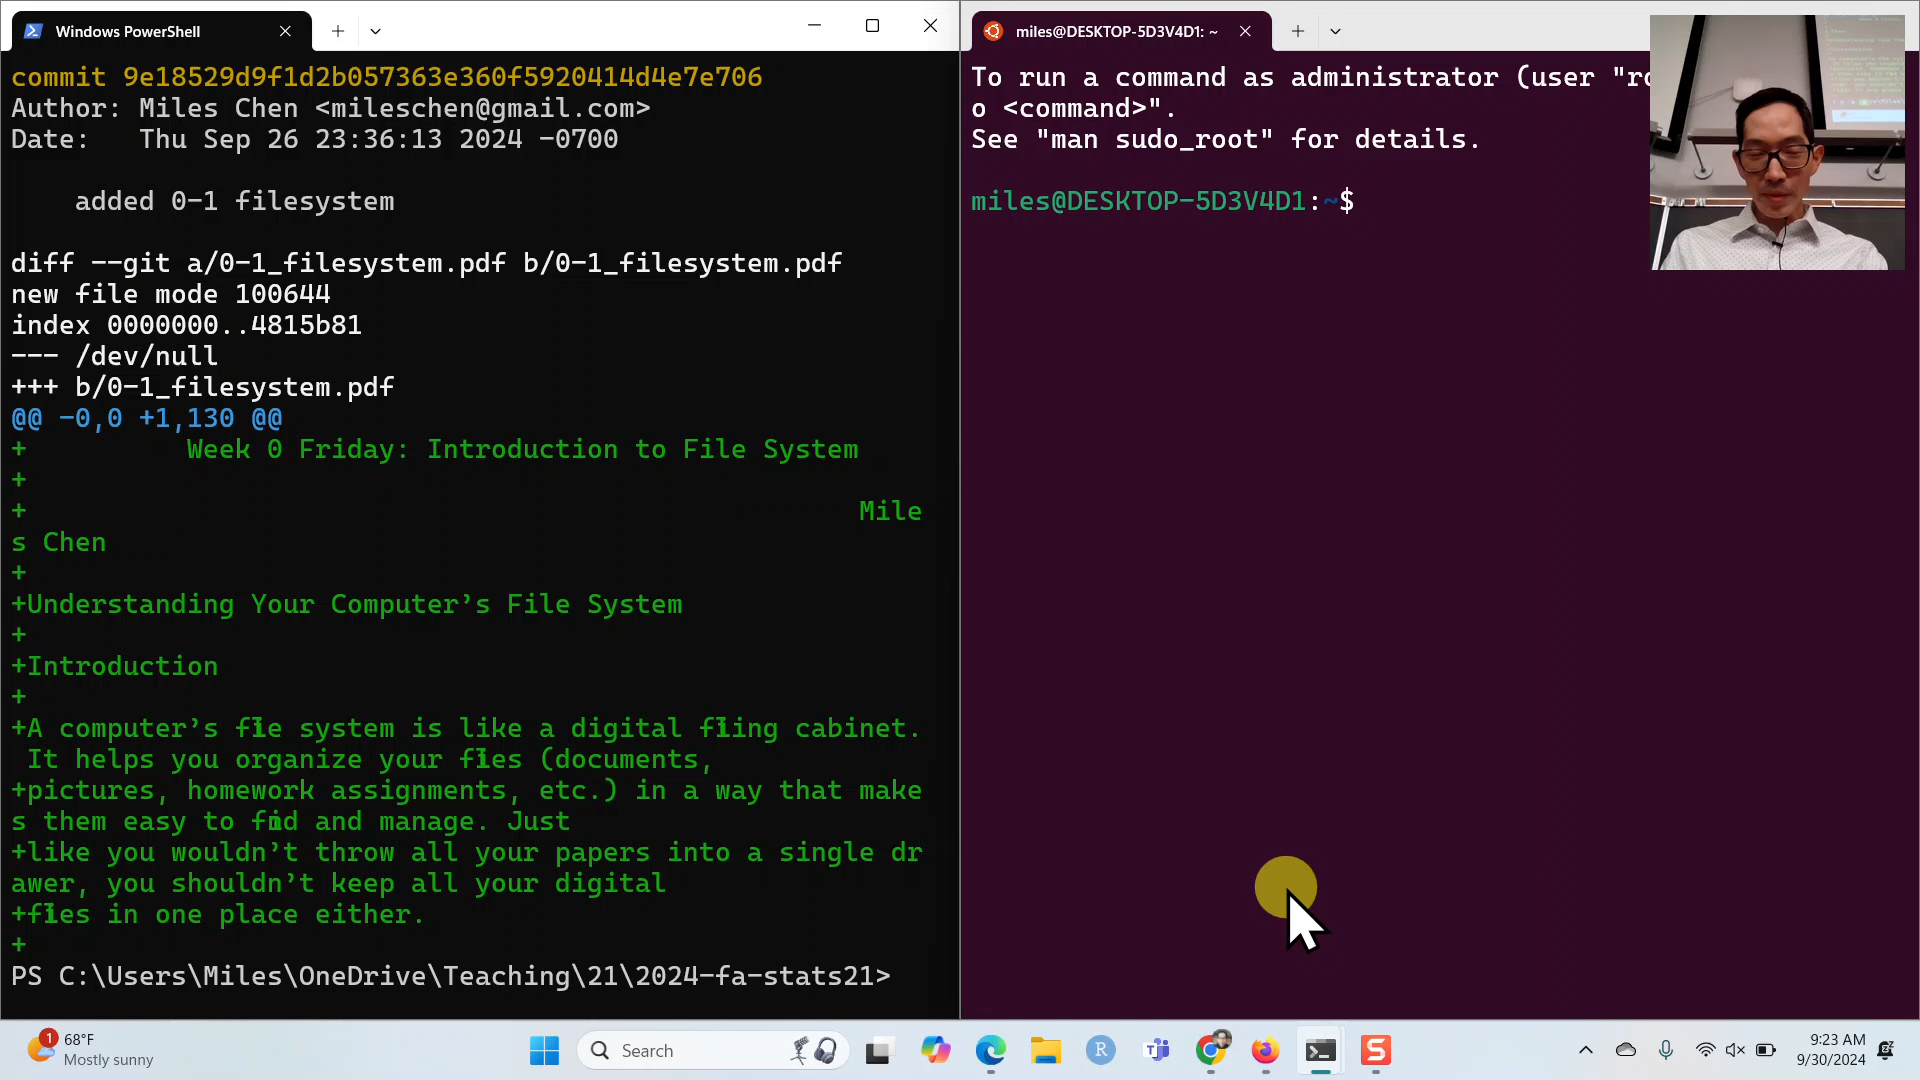 Windows PowerShell
commit 9e18529d9f1d2b057363e360f5920414d4e7e706
Author: Miles Chen <mileschen@gmail.com>
Date:   Thu Sep 26 23:36:13 2024 -0700
added 0-1 filesystem
diff --git a/0-1_filesystem.pdf b/0-1_filesystem.pdf
new file mode 100644
index 0000000..4815b81
--- /dev/null
+++ b/0-1_filesystem.pdf
@@ -0,0 +1,130 @@
+ Week 0 Friday: Introduction to File System
+
+ Mile
s Chen
+
+Understanding Your Computer’s File System
+
+Introduction
+
+A computer’s file system is like a digital filing cabinet.
It helps you organize your files (documents,
+pictures, homework assignments, etc.) in a way that make
s them easy to find and manage. Just
+like you wouldn’t throw all your papers into a single dr
awer, you shouldn’t keep all your digital
+files in one place either.
+
PS C:\Users\Miles\OneDrive\Teaching\21\2024-fa-stats21>
miles@DESKTOP-5D3V4D1: ~
To run a command as administrator (user "ro
o <command>".
See "man sudo_root" for details.
miles@DESKTOP-5D3V4D1:~$
1
68°F
Mostly sunny
Search
R
S
9:23 AM
9/30/2024